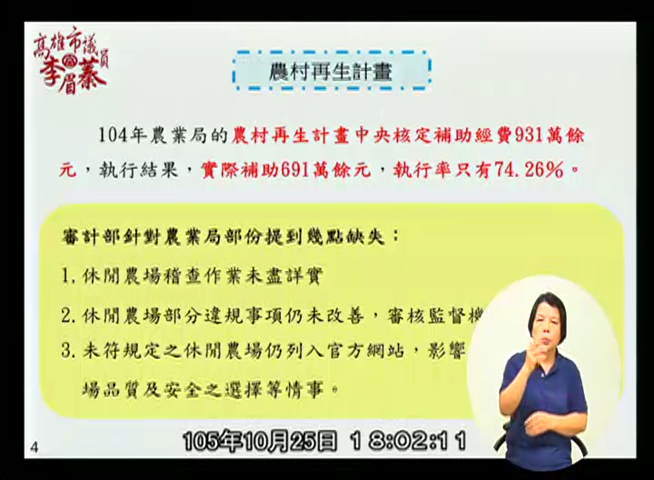 高雄市議員
李眉蓁
農村再生計畫
104年農業局的農村再生計畫中央核定補助經費931萬餘
元，執行結果，實際補助691萬餘元，執行率只有74.26%。
審計部針對農業局部份提到幾點缺失：
1.休閒農場稽查作業未盡詳實
2.休閒農場部分違規事項仍未改善，審核監督機
3.未符規定之休閒農場仍列入官方網站，影響
場品質及安全之選擇等情事。
4
105年10月25日 18:02:11